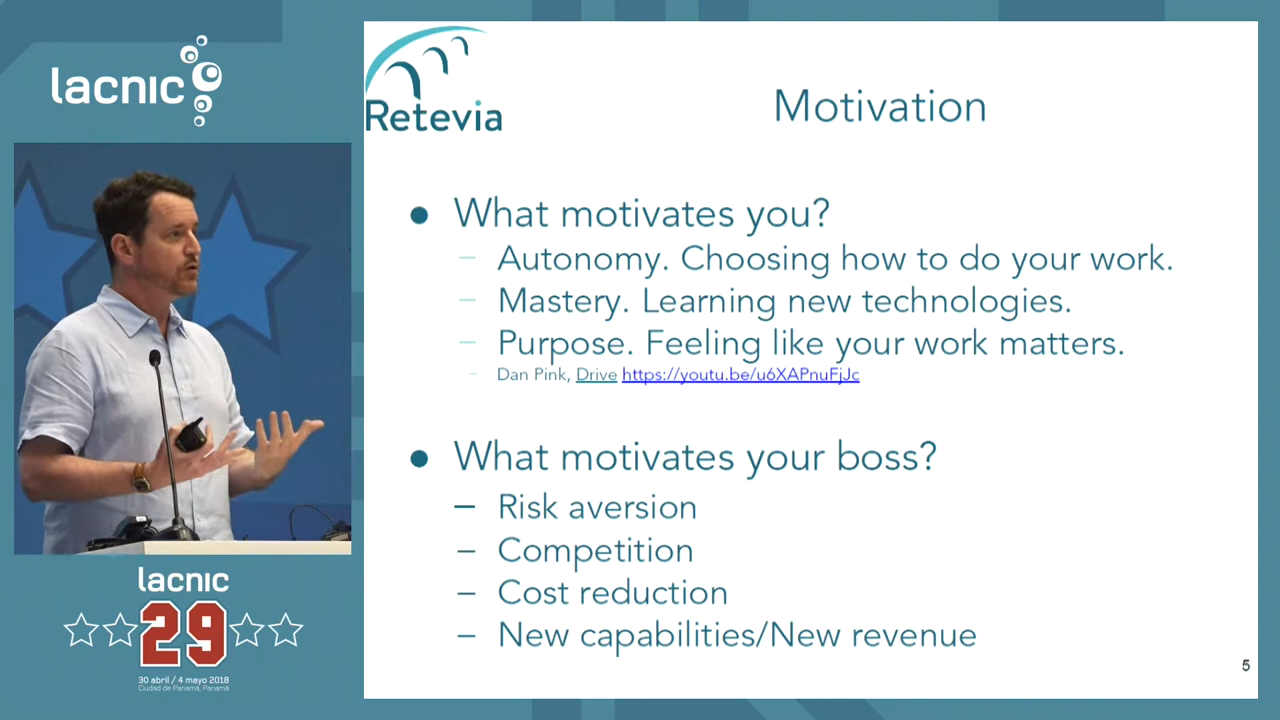 lacnic
lacnic
29
30 abril / 4 mayo 2018
Ciudad de Panamá, Panamá
Retevia
Motivation
● What motivates you?
– Autonomy. Choosing how to do your work.
– Mastery. Learning new technologies.
– Purpose. Feeling like your work matters.
– Dan Pink, Drive https://youtu.be/u6XAPnuFjJc
● What motivates your boss?
– Risk aversion
– Competition
– Cost reduction
– New capabilities/New revenue
5